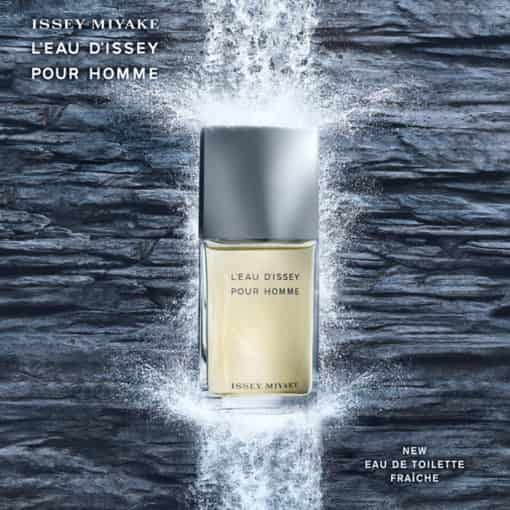 ISSEY MIYAKE
L'EAU D'ISSEY
POUR HOMME
L'EAU D'ISSEY
POUR HOMME
ISSEY MIYAKE
NEW
EAU DE TOILETTE
FRAÎCHE